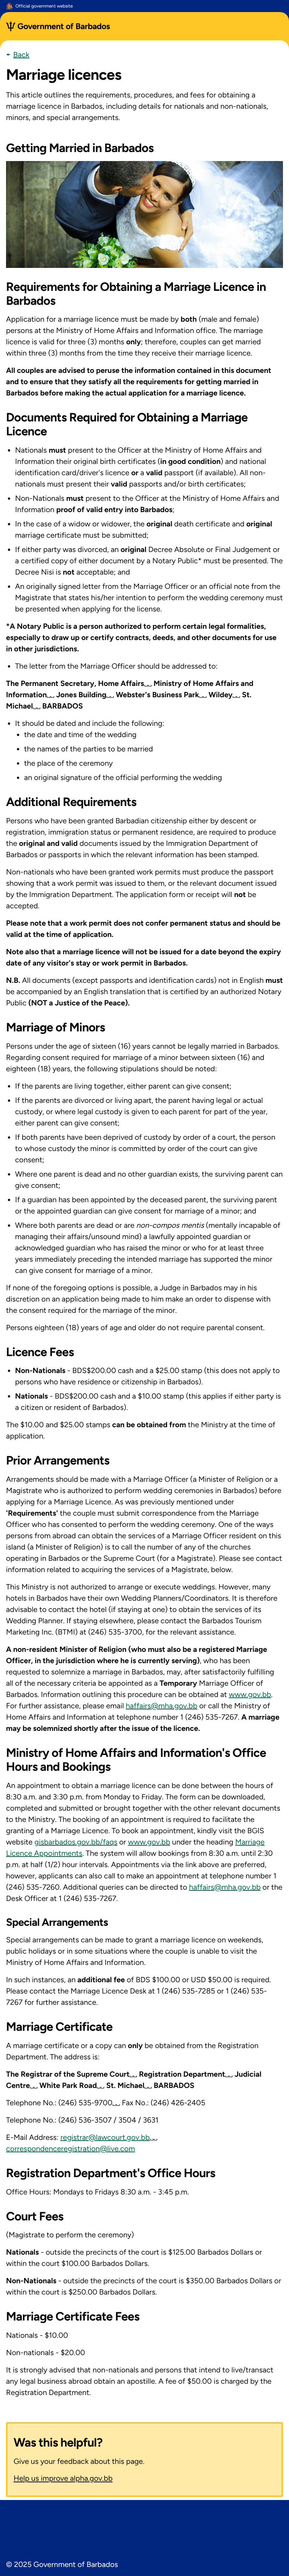 Official government website
Government of Barbados
← Back
Marriage licences
This article outlines the requirements, procedures, and fees for obtaining a
marriage licence in Barbados, including details for nationals and non-nationals,
minors, and special arrangements.
Getting Married in Barbados
Requirements for Obtaining a Marriage Licence in
Barbados
Application for a marriage licence must be made by both (male and female)
persons at the Ministry of Home Affairs and Information office. The marriage
licence is valid for three (3) months only; therefore, couples can get married
within three (3) months from the time they receive their marriage licence.
All couples are advised to peruse the information contained in this document
and to ensure that they satisfy all the requirements for getting married in
Barbados before making the actual application for a marriage licence.
Documents Required for Obtaining a Marriage
Licence
• Nationals must present to the Officer at the Ministry of Home Affairs and
Information their original birth certificates (in good condition) and national
identification card/driver's licence or a valid passport (if available). All non-
nationals must present their valid passports and/or birth certificates;
• Non-Nationals must present to the Officer at the Ministry of Home Affairs and
Information proof of valid entry into Barbados;
• In the case of a widow or widower, the original death certificate and original
marriage certificate must be submitted;
• If either party was divorced, an original Decree Absolute or Final Judgement or
a certified copy of either document by a Notary Public* must be presented. The
Decree Nisi is not acceptable; and
• An originally signed letter from the Marriage Officer or an official note from the
Magistrate that states his/her intention to perform the wedding ceremony must
be presented when applying for the license.
*A Notary Public is a person authorized to perform certain legal formalities,
especially to draw up or certify contracts, deeds, and other documents for use
in other jurisdictions.
• The letter from the Marriage Officer should be addressed to:
The Permanent Secretary, Home Affairs__, Ministry of Home Affairs and
Information__, Jones Building__, Webster's Business Park__, Wildey__, St.
Michael__, BARBADOS
• It should be dated and include the following:
• the date and time of the wedding
• the names of the parties to be married
• the place of the ceremony
• an original signature of the official performing the wedding
Additional Requirements
Persons who have been granted Barbadian citizenship either by descent or
registration, immigration status or permanent residence, are required to produce
the original and valid documents issued by the Immigration Department of
Barbados or passports in which the relevant information has been stamped.
Non-nationals who have been granted work permits must produce the passport
showing that a work permit was issued to them, or the relevant document issued
by the Immigration Department. The application form or receipt will not be
accepted.
Please note that a work permit does not confer permanent status and should be
valid at the time of application.
Note also that a marriage licence will not be issued for a date beyond the expiry
date of any visitor's stay or work permit in Barbados.
N.B. All documents (except passports and identification cards) not in English must
be accompanied by an English translation that is certified by an authorized Notary
Public (NOT a Justice of the Peace).
Marriage of Minors
Persons under the age of sixteen (16) years cannot be legally married in Barbados.
Regarding consent required for marriage of a minor between sixteen (16) and
eighteen (18) years, the following stipulations should be noted:
• If the parents are living together, either parent can give consent;
• If the parents are divorced or living apart, the parent having legal or actual
custody, or where legal custody is given to each parent for part of the year,
either parent can give consent;
• If both parents have been deprived of custody by order of a court, the person
to whose custody the minor is committed by order of the court can give
consent;
• Where one parent is dead and no other guardian exists, the surviving parent can
give consent;
• If a guardian has been appointed by the deceased parent, the surviving parent
or the appointed guardian can give consent for marriage of a minor; and
• Where both parents are dead or are non-compos mentis (mentally incapable of
managing their affairs/unsound mind) a lawfully appointed guardian or
acknowledged guardian who has raised the minor or who for at least three
years immediately preceding the intended marriage has supported the minor
can give consent for marriage of a minor.
If none of the foregoing options is possible, a Judge in Barbados may in his
discretion on an application being made to him make an order to dispense with
the consent required for the marriage of the minor.
Persons eighteen (18) years of age and older do not require parental consent.
Licence Fees
• Non-Nationals - BDS$200.00 cash and a $25.00 stamp (this does not apply to
persons who have residence or citizenship in Barbados).
• Nationals - BDS$200.00 cash and a $10.00 stamp (this applies if either party is
a citizen or resident of Barbados).
The $10.00 and $25.00 stamps can be obtained from the Ministry at the time of
application.
Prior Arrangements
Arrangements should be made with a Marriage Officer (a Minister of Religion or a
Magistrate who is authorized to perform wedding ceremonies in Barbados) before
applying for a Marriage Licence. As was previously mentioned under
'Requirements' the couple must submit correspondence from the Marriage
Officer who has consented to perform the wedding ceremony. One of the ways
persons from abroad can obtain the services of a Marriage Officer resident on this
island (a Minister of Religion) is to call the number of any of the churches
operating in Barbados or the Supreme Court (for a Magistrate). Please see contact
information related to acquiring the services of a Magistrate, below.
This Ministry is not authorized to arrange or execute weddings. However, many
hotels in Barbados have their own Wedding Planners/Coordinators. It is therefore
advisable to contact the hotel (if staying at one) to obtain the services of its
Wedding Planner. If staying elsewhere, please contact the Barbados Tourism
Marketing Inc. (BTMI) at (246) 535-3700, for the relevant assistance.
A non-resident Minister of Religion (who must also be a registered Marriage
Officer, in the jurisdiction where he is currently serving), who has been
requested to solemnize a marriage in Barbados, may, after satisfactorily fulfilling
all of the necessary criteria be appointed as a Temporary Marriage Officer of
Barbados. Information outlining this procedure can be obtained at www.gov.bb.
For further assistance, please email haffairs@mha.gov.bb or call the Ministry of
Home Affairs and Information at telephone number 1 (246) 535-7267. A marriage
may be solemnized shortly after the issue of the licence.
Ministry of Home Affairs and Information's Office
Hours and Bookings
An appointment to obtain a marriage licence can be done between the hours of
8:30 a.m. and 3:30 p.m. from Monday to Friday. The form can be downloaded,
completed and submitted or brought together with the other relevant documents
to the Ministry. The booking of an appointment is required to facilitate the
granting of a Marriage Licence. To book an appointment, kindly visit the BGIS
website gisbarbados.gov.bb/faqs or www.gov.bb under the heading Marriage
Licence Appointments. The system will allow bookings from 8:30 a.m. until 2:30
p.m. at half (1/2) hour intervals. Appointments via the link above are preferred,
however, applicants can also call to make an appointment at telephone number 1
(246) 535-7260. Additional queries can be directed to haffairs@mha.gov.bb or the
Desk Officer at 1 (246) 535-7267.
Special Arrangements
Special arrangements can be made to grant a marriage licence on weekends,
public holidays or in some situations where the couple is unable to visit the
Ministry of Home Affairs and Information.
In such instances, an additional fee of BDS $100.00 or USD $50.00 is required.
Please contact the Marriage Licence Desk at 1 (246) 535-7285 or 1 (246) 535-
7267 for further assistance.
Marriage Certificate
A marriage certificate or a copy can only be obtained from the Registration
Department. The address is:
The Registrar of the Supreme Court__, Registration Department__, Judicial
Centre__, White Park Road__, St. Michael__, BARBADOS
Telephone No.: (246) 535-9700__, Fax No.: (246) 426-2405
Telephone No.: (246) 536-3507 / 3504 / 3631
E-Mail Address: registrar@lawcourt.gov.bb__,
correspondenceregistration@live.com
Registration Department's Office Hours
Office Hours: Mondays to Fridays 8:30 a.m. - 3:45 p.m.
Court Fees
(Magistrate to perform the ceremony)
Nationals - outside the precincts of the court is $125.00 Barbados Dollars or
within the court $100.00 Barbados Dollars.
Non-Nationals - outside the precincts of the court is $350.00 Barbados Dollars or
within the court is $250.00 Barbados Dollars.
Marriage Certificate Fees
Nationals - $10.00
Non-nationals - $20.00
It is strongly advised that non-nationals and persons that intend to live/transact
any legal business abroad obtain an apostille. A fee of $50.00 is charged by the
Registration Department.
Was this helpful?
Give us your feedback about this page.
Help us improve alpha.gov.bb
© 2025 Government of Barbados